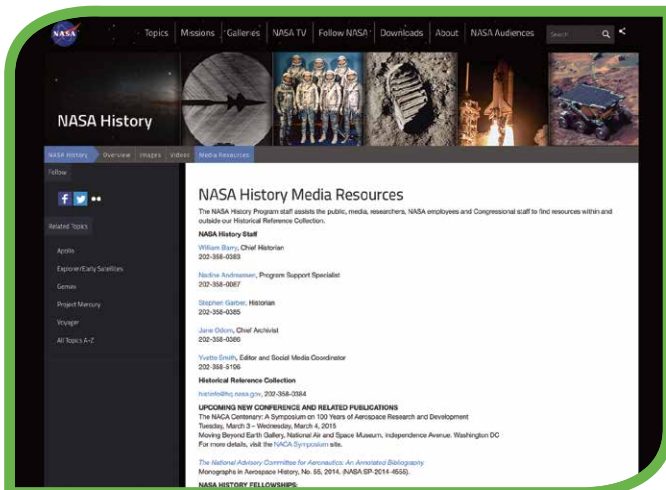 NASA
Topics Missions Galleries NASA TV Follow NASA Downloads About NASA Audiences Search
NASA History
NASA History Overview Images Videos Media Resources
Follow
Related Topics
Apollo
Explorer/Early Satellites
Gemini
Project Mercury
Voyager
All Topics A-Z
NASA History Media Resources
The NASA History Program staff assists the public, media, researchers, NASA employees and Congressional staff to find resources within and
outside our Historical Reference Collection.
NASA History Staff
William Barry, Chief Historian
202-358-0383
Nadine Andreassen, Program Support Specialist
202-358-0087
Stephen Garber, Historian
202-358-0385
Jane Odom, Chief Archivist
202-358-0386
Yvette Smith, Editor and Social Media Coordinator
202-358-5196
Historical Reference Collection
histinfo@hq.nasa.gov, 202-358-0384
UPCOMING NEW CONFERENCE AND RELATED PUBLICATIONS
The NACA Centenary: A Symposium on 100 Years of Aerospace Research and Development
Tuesday, March 3 – Wednesday, March 4, 2015
Moving Beyond Earth Gallery, National Air and Space Museum, Independence Avenue, Washington DC
For more details, visit the NACA Symposium site.
The National Advisory Committee for Aeronautics: An Annotated Bibliography
Monographs in Aerospace History, No. 55, 2014. (NASA SP-2014-4555).
NASA HISTORY FELLOWSHIPS: